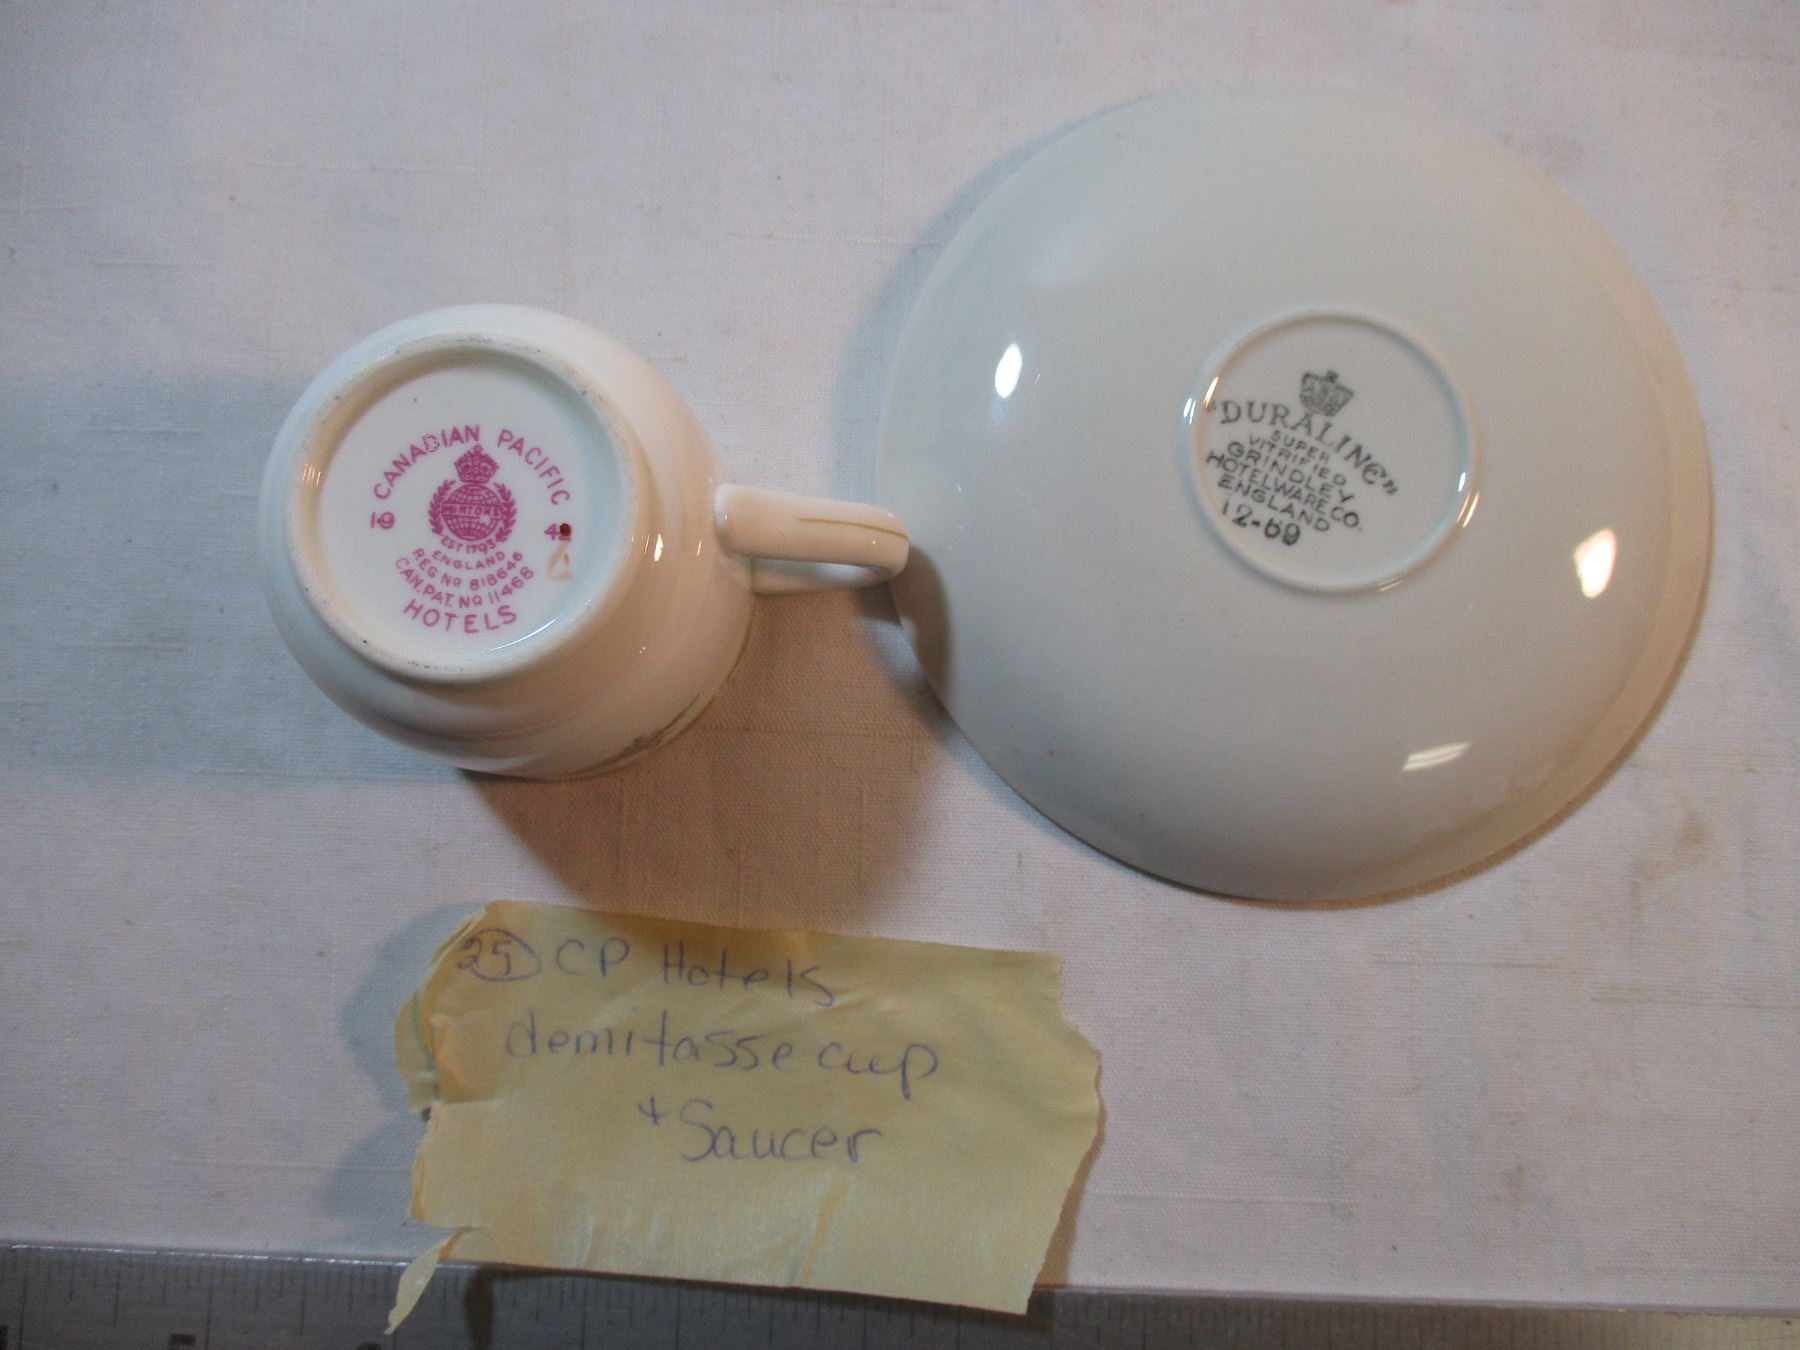 CANADIAN PACIFIC
19
MINTONS
EST 1793
ENGLAND
REG No 818646
CAN. PAT. No 11468
HOTELS
"DURALINE"
SUPER
VITRIFIED
GRINDLEY
HOTELWARE CO.
ENGLAND
12-69
25 CP Hotels
demitasse cup
+ Saucer